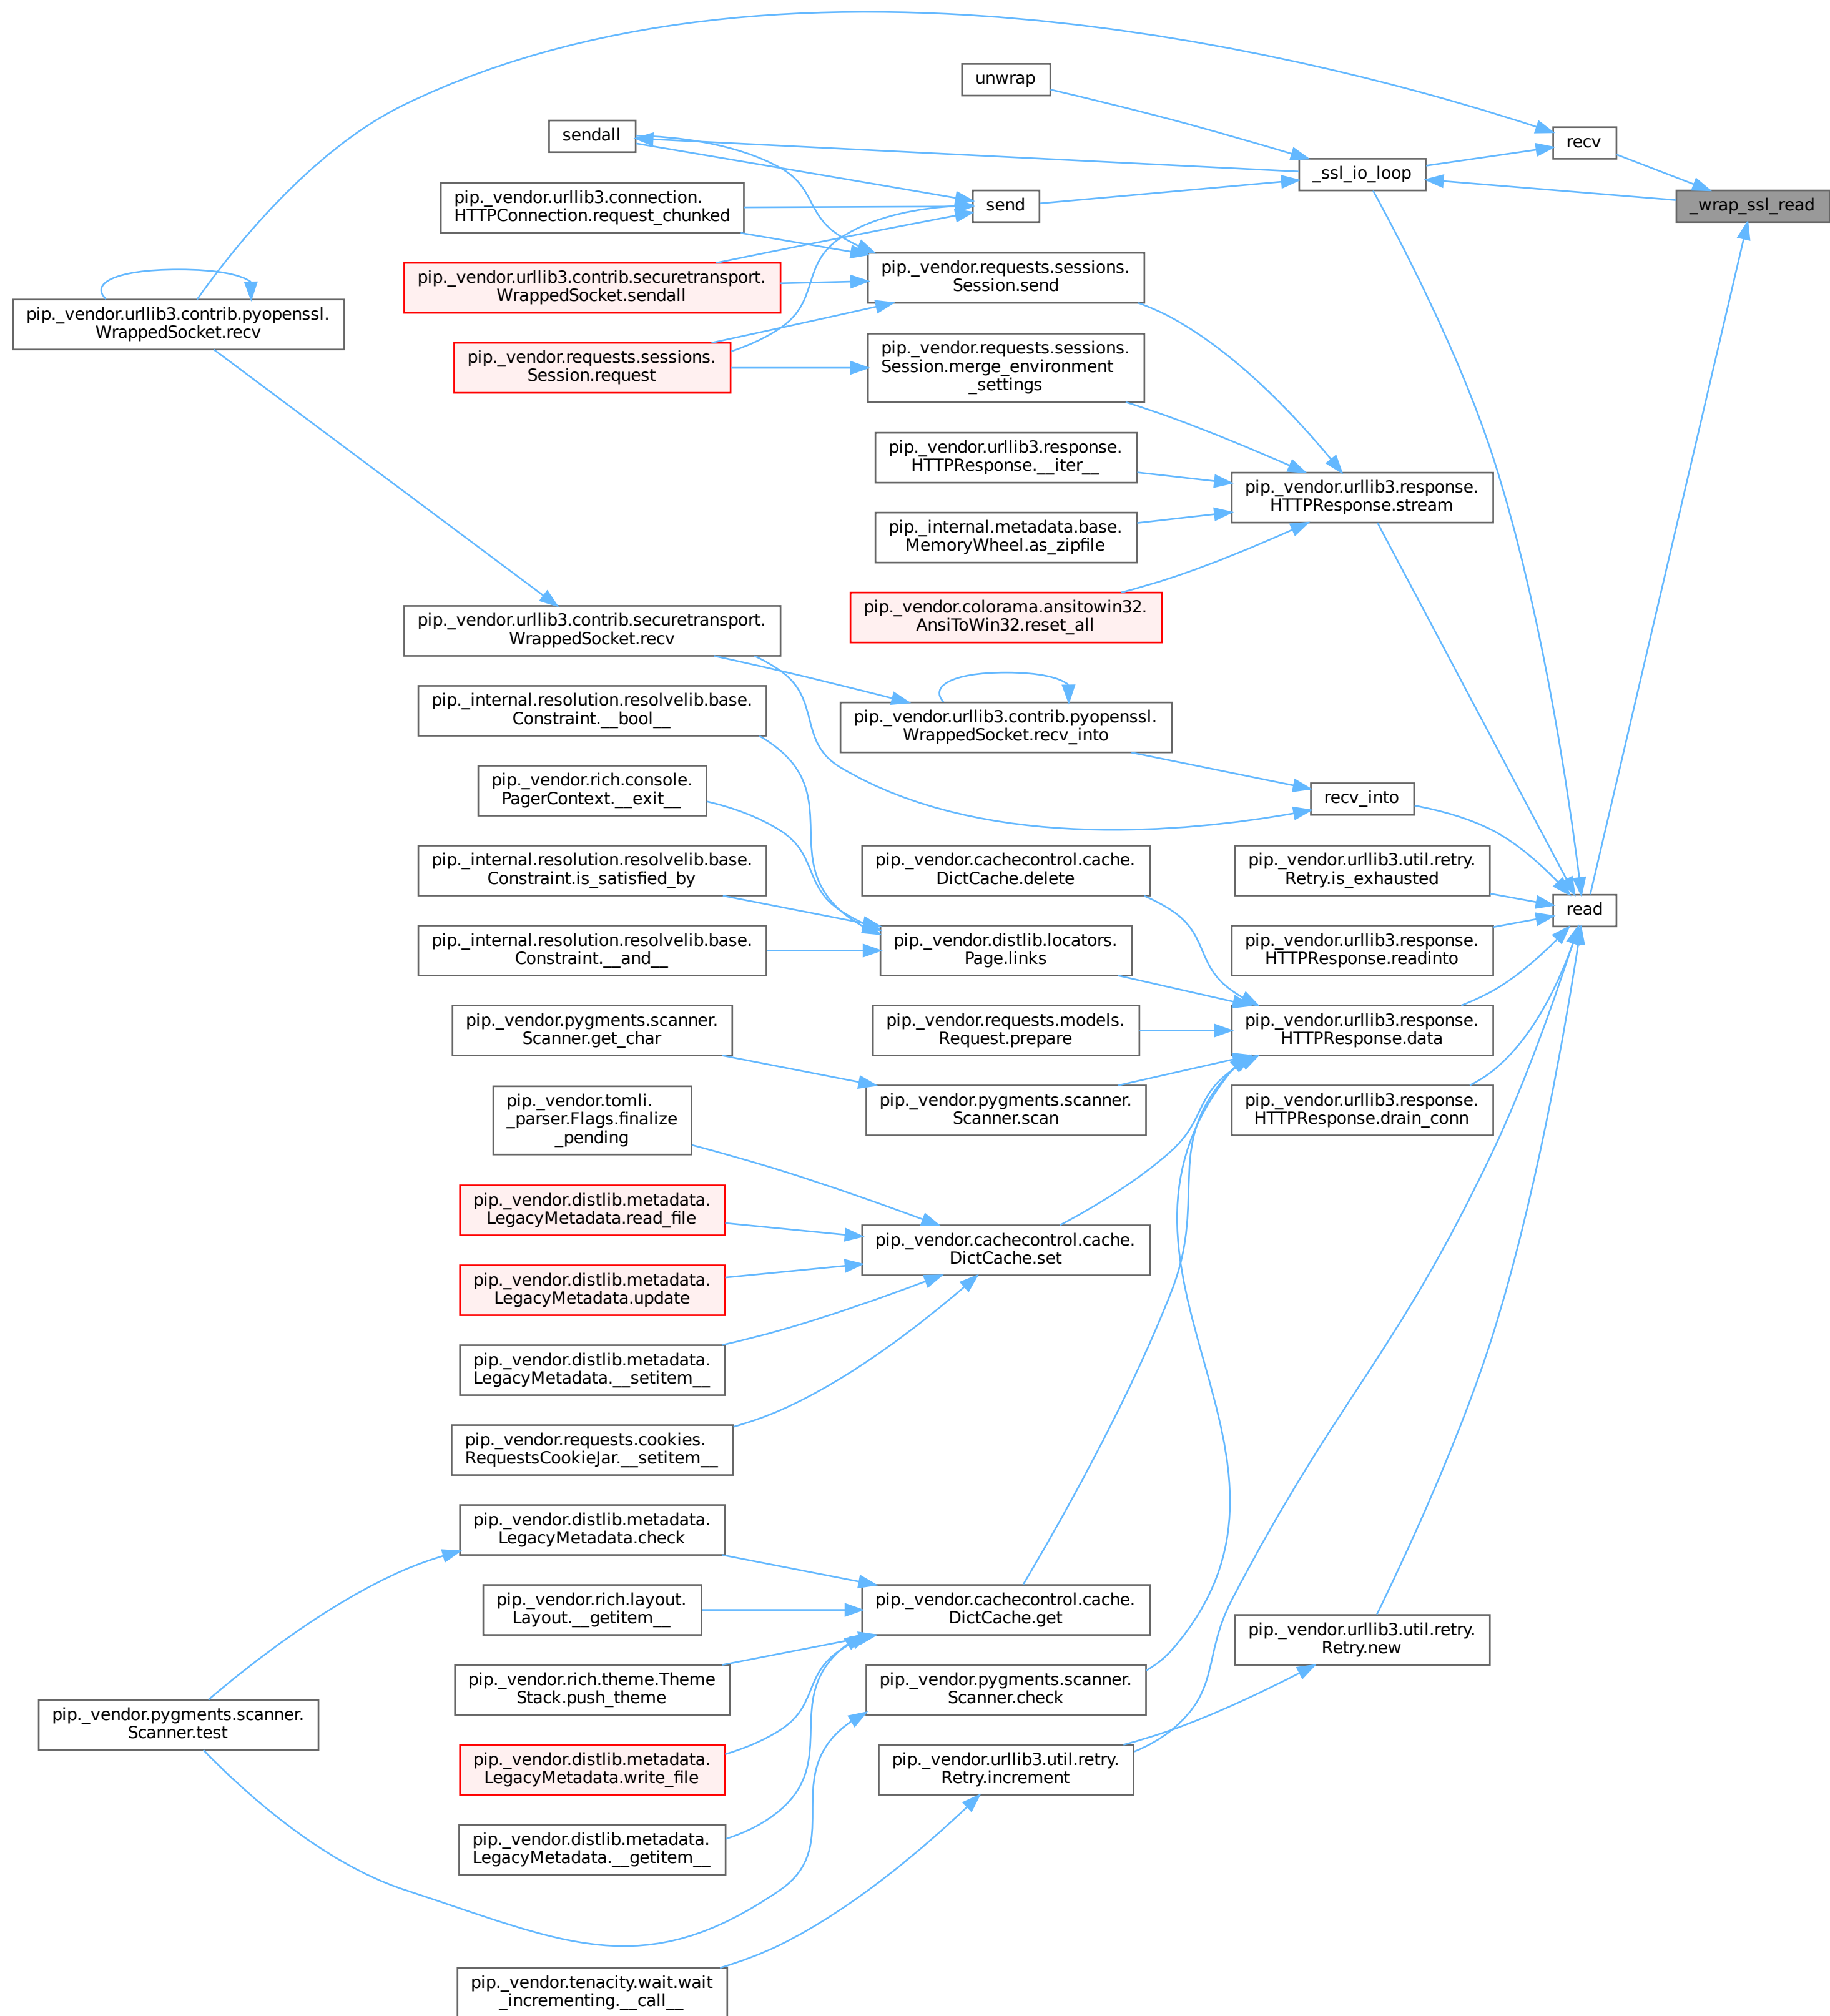 unwrap
sendall
recv
_ssl_io_loop
_wrap_ssl_read
pip._vendor.urllib3.connection.
HTTPConnection.request_chunked
send
pip._vendor.urllib3.contrib.securetransport.
WrappedSocket.sendall
pip._vendor.requests.sessions.
Session.send
pip._vendor.urllib3.contrib.pyopenssl.
WrappedSocket.recv
pip._vendor.requests.sessions.
Session.request
pip._vendor.requests.sessions.
Session.merge_environment
_settings
pip._vendor.urllib3.response.
HTTPResponse.__iter__
pip._vendor.urllib3.response.
HTTPResponse.stream
pip._internal.metadata.base.
MemoryWheel.as_zipfile
pip._vendor.colorama.ansitowin32.
AnsiToWin32.reset_all
pip._vendor.urllib3.contrib.securetransport.
WrappedSocket.recv
pip._internal.resolution.resolvelib.base.
Constraint.__bool__
pip._vendor.urllib3.contrib.pyopenssl.
WrappedSocket.recv_into
pip._vendor.rich.console.
PagerContext.__exit__
recv_into
pip._internal.resolution.resolvelib.base.
Constraint.is_satisfied_by
pip._vendor.cachecontrol.cache.
DictCache.delete
pip._vendor.urllib3.util.retry.
Retry.is_exhausted
read
pip._internal.resolution.resolvelib.base.
Constraint.__and__
pip._vendor.distlib.locators.
Page.links
pip._vendor.urllib3.response.
HTTPResponse.readinto
pip._vendor.pygments.scanner.
Scanner.get_char
pip._vendor.requests.models.
Request.prepare
pip._vendor.urllib3.response.
HTTPResponse.data
pip._vendor.tomli.
_parser.Flags.finalize
_pending
pip._vendor.pygments.scanner.
Scanner.scan
pip._vendor.urllib3.response.
HTTPResponse.drain_conn
pip._vendor.distlib.metadata.
LegacyMetadata.read_file
pip._vendor.cachecontrol.cache.
DictCache.set
pip._vendor.distlib.metadata.
LegacyMetadata.update
pip._vendor.distlib.metadata.
LegacyMetadata.__setitem__
pip._vendor.requests.cookies.
RequestsCookieJar.__setitem__
pip._vendor.distlib.metadata.
LegacyMetadata.check
pip._vendor.rich.layout.
Layout.__getitem__
pip._vendor.cachecontrol.cache.
DictCache.get
pip._vendor.urllib3.util.retry.
Retry.new
pip._vendor.rich.theme.Theme
Stack.push_theme
pip._vendor.pygments.scanner.
Scanner.check
pip._vendor.pygments.scanner.
Scanner.test
pip._vendor.distlib.metadata.
LegacyMetadata.write_file
pip._vendor.urllib3.util.retry.
Retry.increment
pip._vendor.distlib.metadata.
LegacyMetadata.__getitem__
pip._vendor.tenacity.wait.wait
_incrementing.__call__